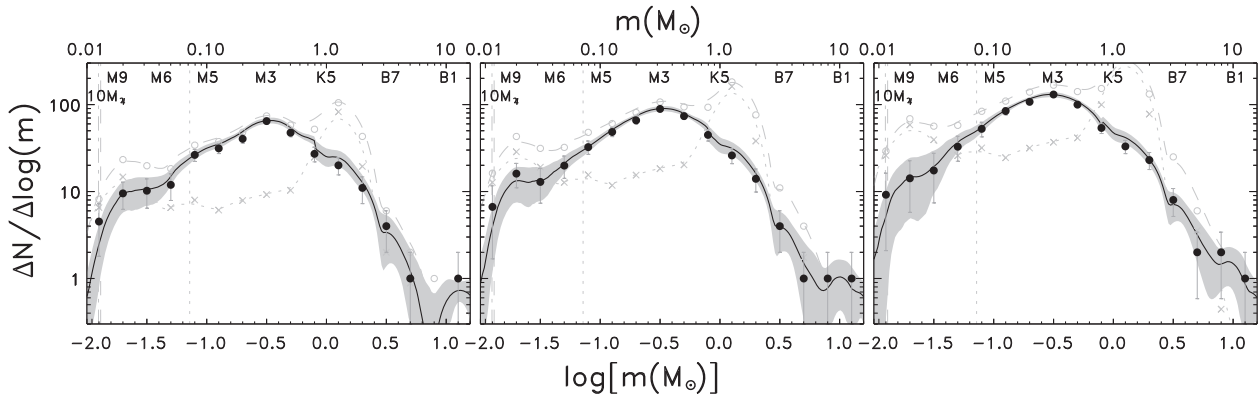 m(M⊙)
0.01 0.10 1.0 10 0.01 0.10 1.0 10 0.01 0.10 1.0 10
M9 M6 M5 M3 K5 B7 B1 M9 M6 M5 M3 K5 B7 B1 M9 M6 M5 M3 K5 B7 B1
10M♃ 10M♃ 10M♃
100
10
1
ΔN/Δlog(m)
-2.0 -1.5 -1.0 -0.5 0.0 0.5 1.0 -2.0 -1.5 -1.0 -0.5 0.0 0.5 1.0 -2.0 -1.5 -1.0 -0.5 0.0 0.5 1.0
log[m(M⊙)]